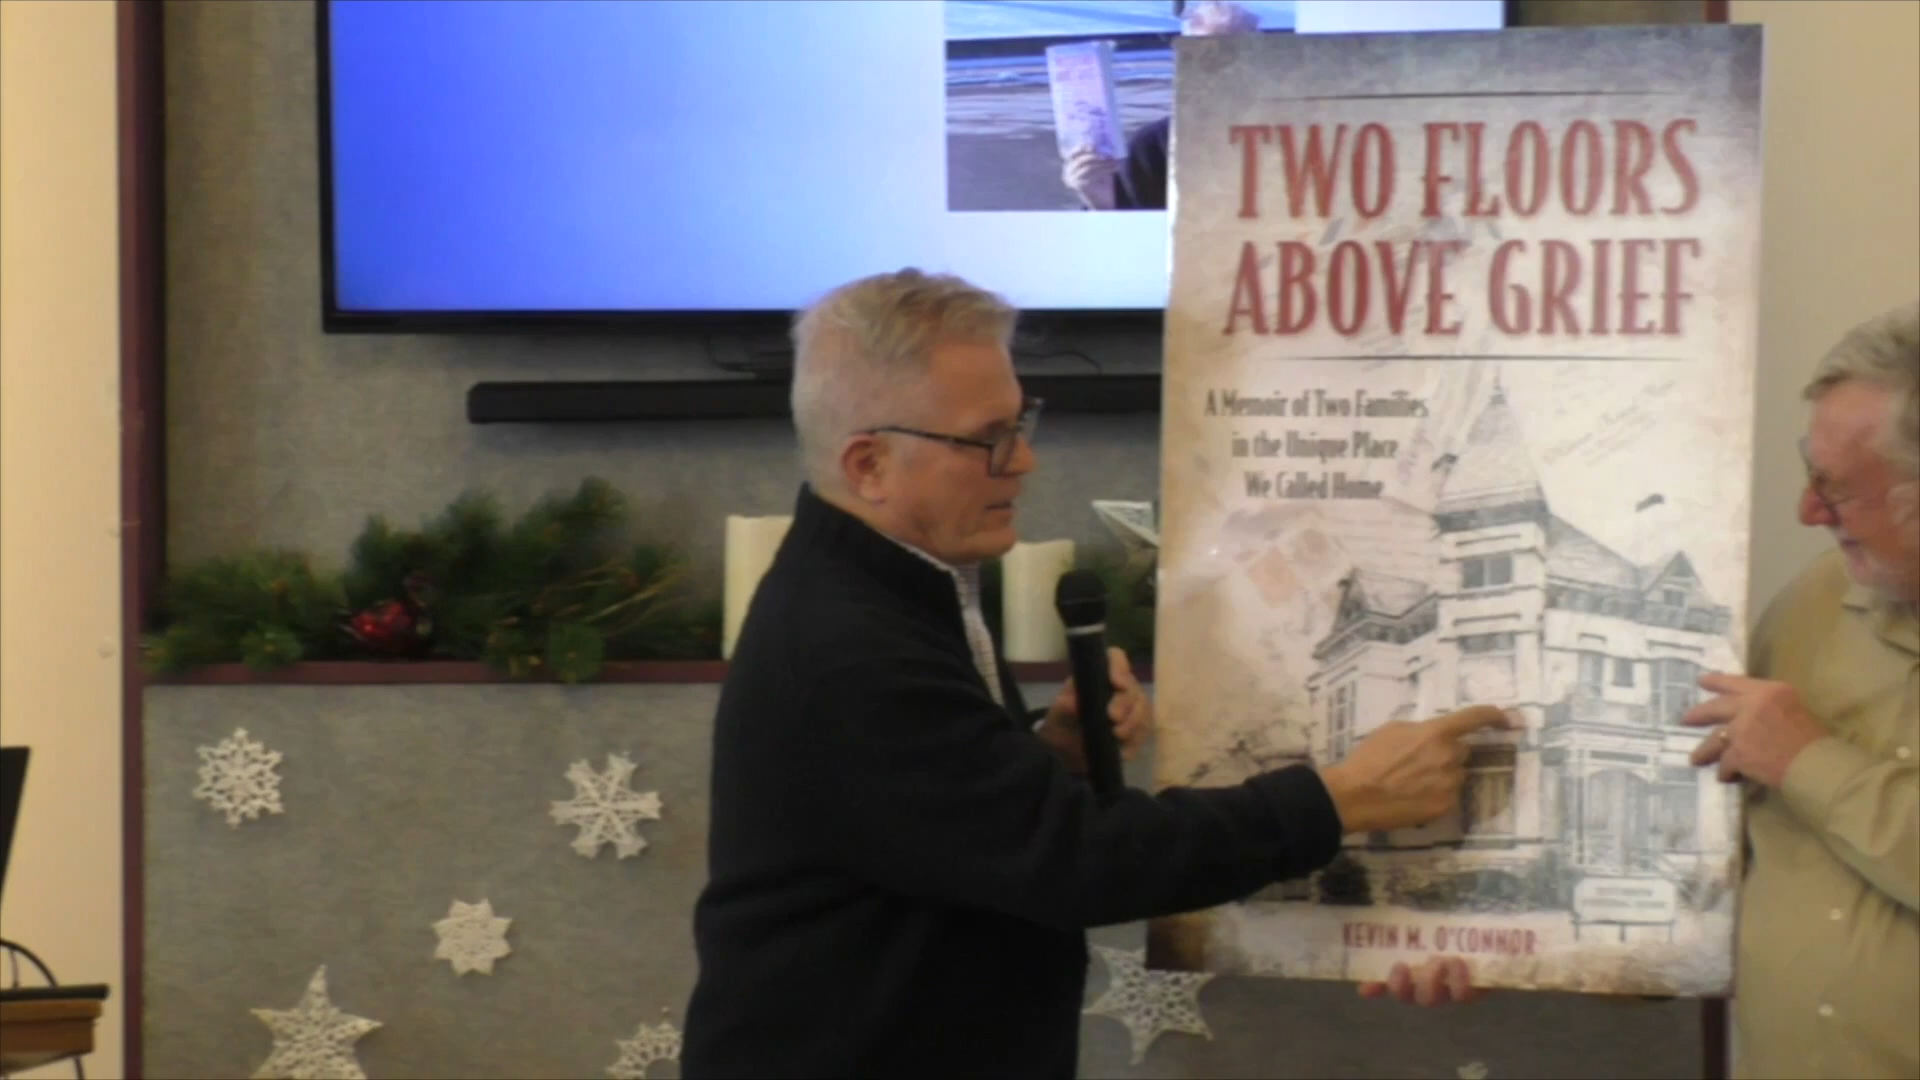 TWO FLOORS
ABOVE GRIEF
A Memoir of Two Families
in the Unique Place
We Called Home
KEVIN M. O'CONNOR